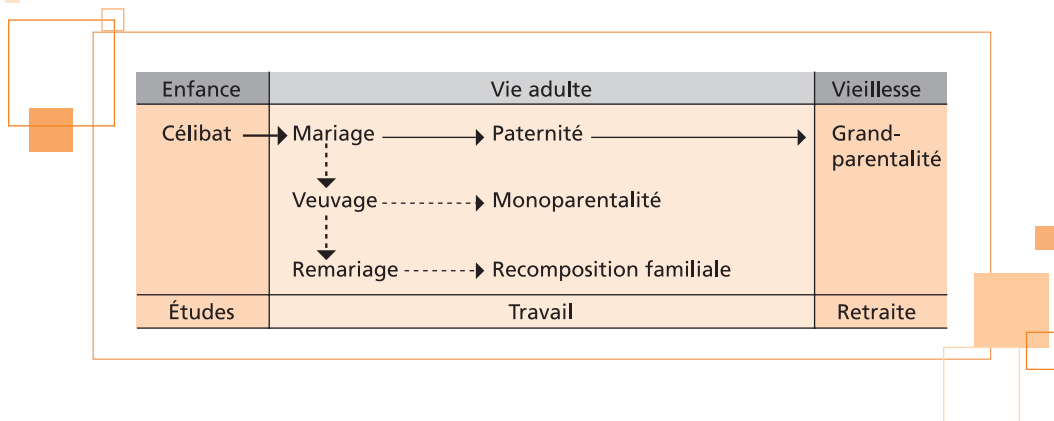 Enfance Vie adulte Vieillesse
Célibat Mariage Paternité Grand-
parentalité
Veuvage Monoparentalité
Remariage Recomposition familiale
Études Travail Retraite